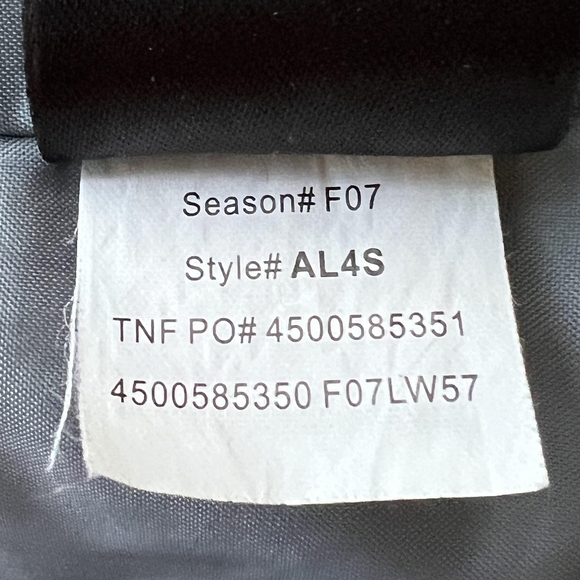 Season# F07
Style# AL4S
TNF PO# 4500585351
4500585350 F07LW57